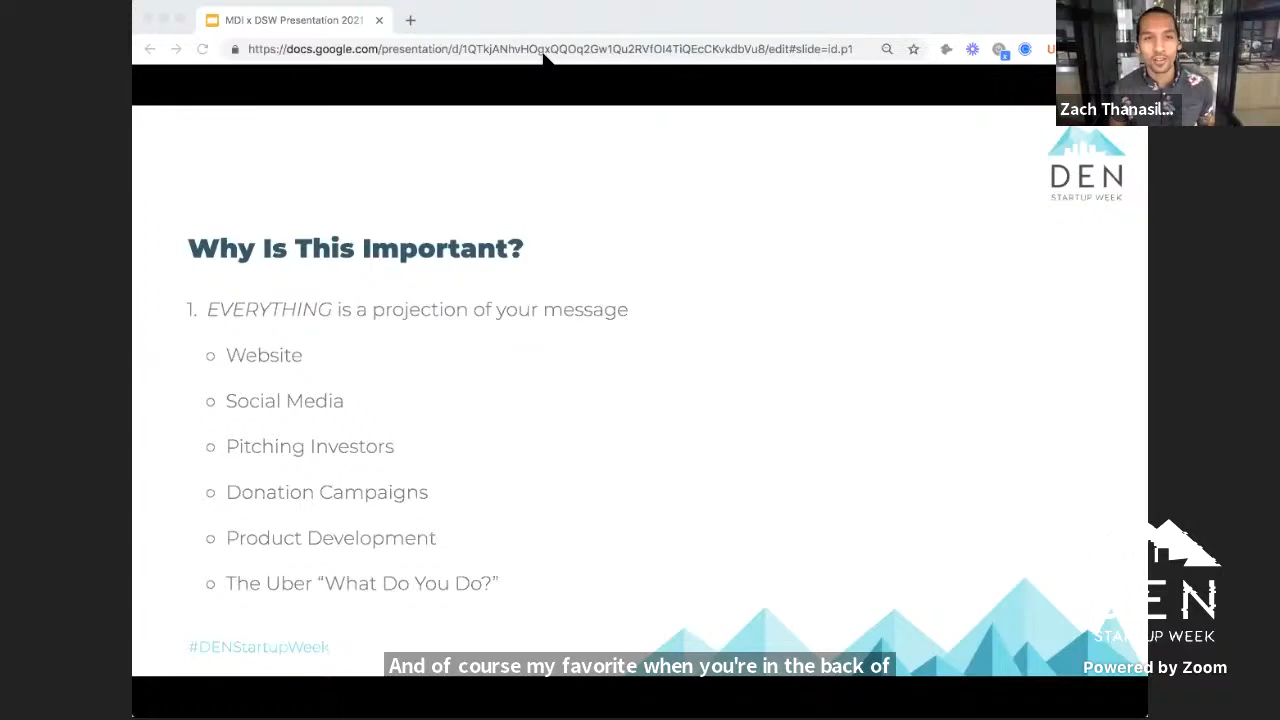 MDI x DSW Presentation 2021
https://docs.google.com/presentation/d/1QTkjANhvHOgxQQOq2Gw1Qu2RVfOI4TiQEcCKvkdbVu8/edit#slide=id.p1
Zach Thanasil...
DEN
STARTUP WEEK
Why Is This Important?
1. EVERYTHING is a projection of your message
Website
Social Media
Pitching Investors
Donation Campaigns
Product Development
The Uber “What Do You Do?”
#DENStartupWeek
And of course my favorite when you're in the back of
DEN
STARTUP WEEK
Powered by Zoom